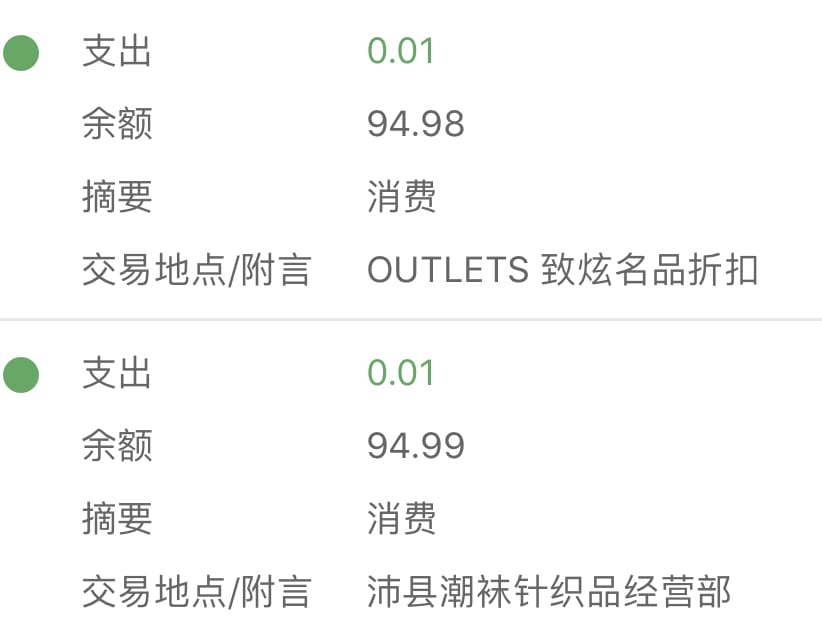 支出 0.01
余额 94.98
摘要 消费
交易地点/附言 OUTLETS 致炫名品折扣
支出 0.01
余额 94.99
摘要 消费
交易地点/附言 沛县潮袜针织品经营部